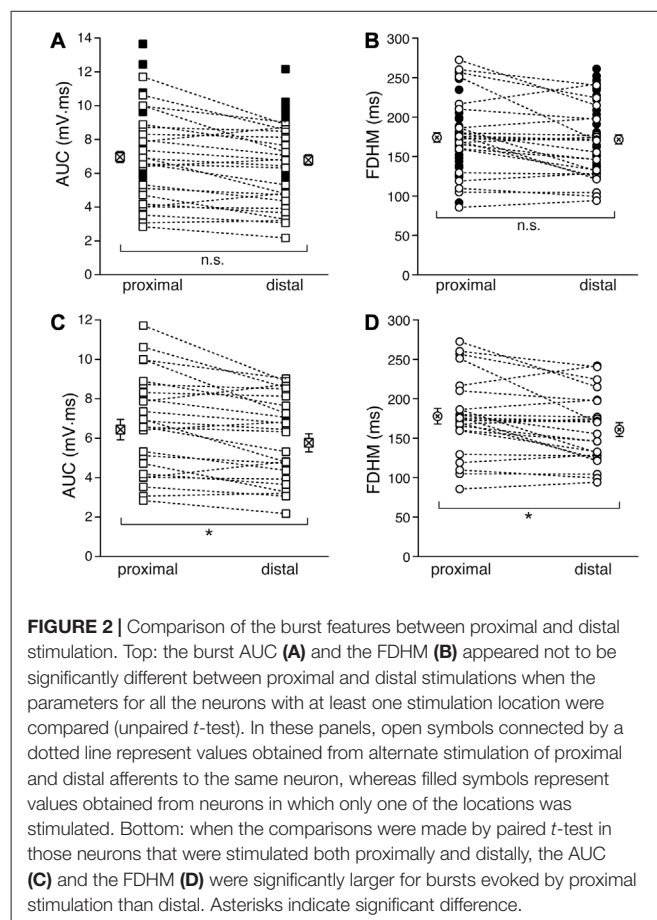 A
B
14
12
10
8
6
4
2
0
AUC (mV·ms)
n.s.
proximal distal
300
250
200
150
100
50
0
FDHM (ms)
n.s.
proximal distal
C
D
12
10
8
6
4
2
0
AUC (mV·ms)
*
proximal distal
300
250
200
150
100
50
0
FDHM (ms)
*
proximal distal
FIGURE 2 | Comparison of the burst features between proximal and distal
stimulation. Top: the burst AUC (A) and the FDHM (B) appeared not to be
significantly different between proximal and distal stimulations when the
parameters for all the neurons with at least one stimulation location were
compared (unpaired t-test). In these panels, open symbols connected by a
dotted line represent values obtained from alternate stimulation of proximal
and distal afferents to the same neuron, whereas filled symbols represent
values obtained from neurons in which only one of the locations was
stimulated. Bottom: when the comparisons were made by paired t-test in
those neurons that were stimulated both proximally and distally, the AUC
(C) and the FDHM (D) were significantly larger for bursts evoked by proximal
stimulation than distal. Asterisks indicate significant difference.